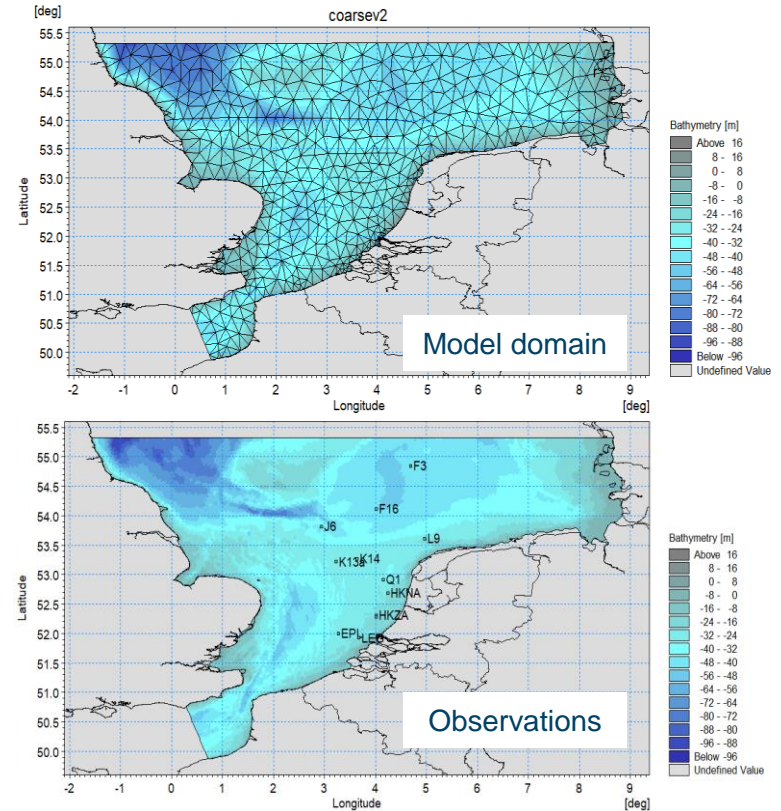 [deg]
coarsev2
55.5
55.0
54.5
54.0
53.5
53.0
52.5
52.0
51.5
51.0
50.5
50.0
Latitude
-2 -1 0 1 2 3 4 5 6 7 8 9
Longitude
[deg]
Model domain
Bathymetry [m]
Above 16
8 - 16
0 - 8
-8 - 0
-16 - -8
-24 - -16
-32 - -24
-40 - -32
-48 - -40
-56 - -48
-64 - -56
-72 - -64
-80 - -72
-88 - -80
-96 - -88
Below -96
Undefined Value
55.5
55.0
54.5
54.0
53.5
53.0
52.5
52.0
51.5
51.0
50.5
50.0
Latitude
F3
F16
J6
L9
K13a
K14
Q1
HKNA
HKZA
EPL
-2 -1 0 1 2 3 4 5 6 7 8 9
Longitude
[deg]
Observations
Bathymetry [m]
Above 16
8 - 16
0 - 8
-8 - 0
-16 - -8
-24 - -16
-32 - -24
-40 - -32
-48 - -40
-56 - -48
-64 - -56
-72 - -64
-80 - -72
-88 - -80
-96 - -88
Below -96
Undefined Value